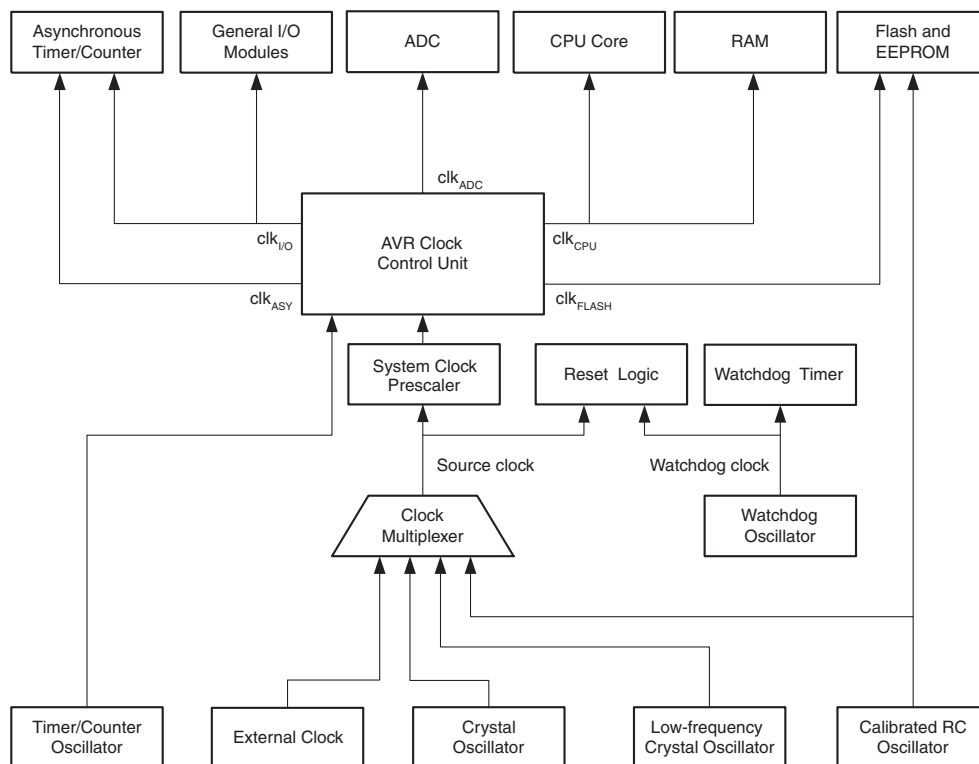 Asynchronous
Timer/Counter
General I/O
Modules
ADC
CPU Core
RAM
Flash and
EEPROM
clkADC
clkI/O
AVR Clock
Control Unit
clkCPU
clkASY
clkFLASH
System Clock
Prescaler
Reset Logic
Watchdog Timer
Source clock
Watchdog clock
Clock
Multiplexer
Watchdog
Oscillator
Timer/Counter
Oscillator
External Clock
Crystal
Oscillator
Low-frequency
Crystal Oscillator
Calibrated RC
Oscillator